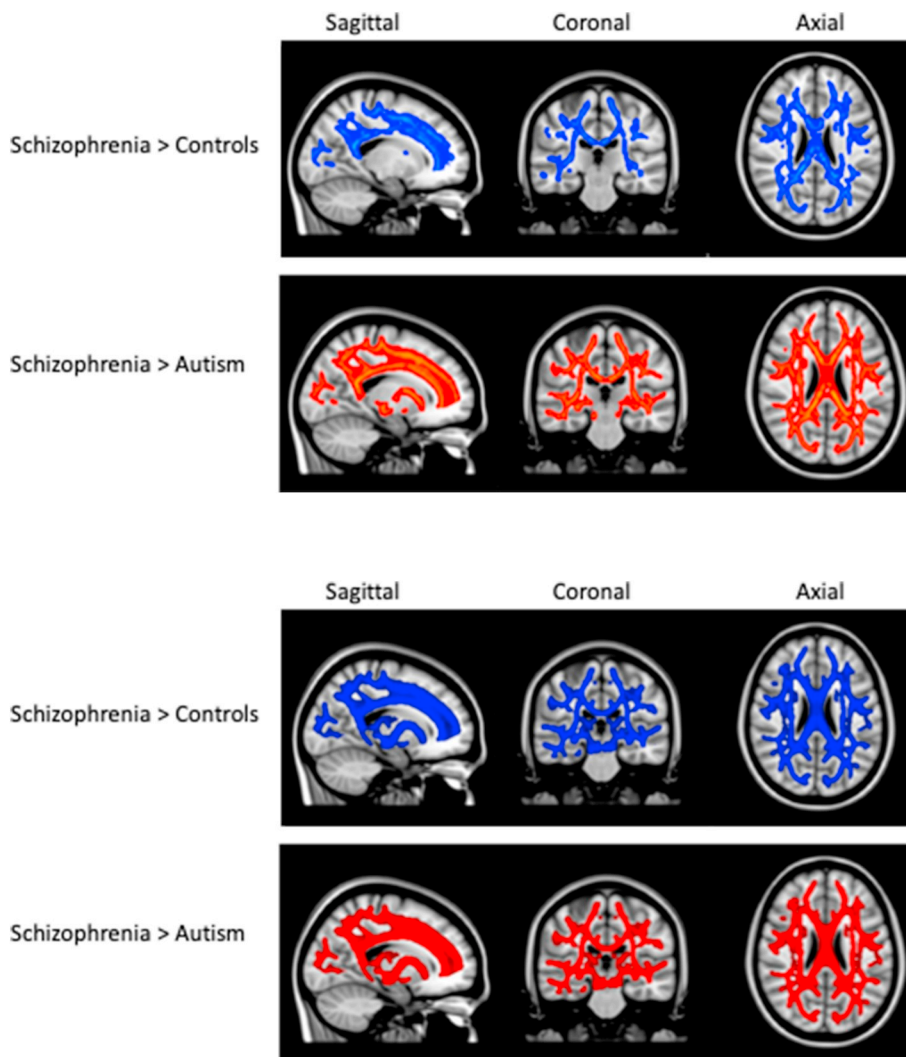 Sagittal Coronal Axial
Schizophrenia > Controls
Schizophrenia > Autism
Sagittal Coronal Axial
Schizophrenia > Controls
Schizophrenia > Autism